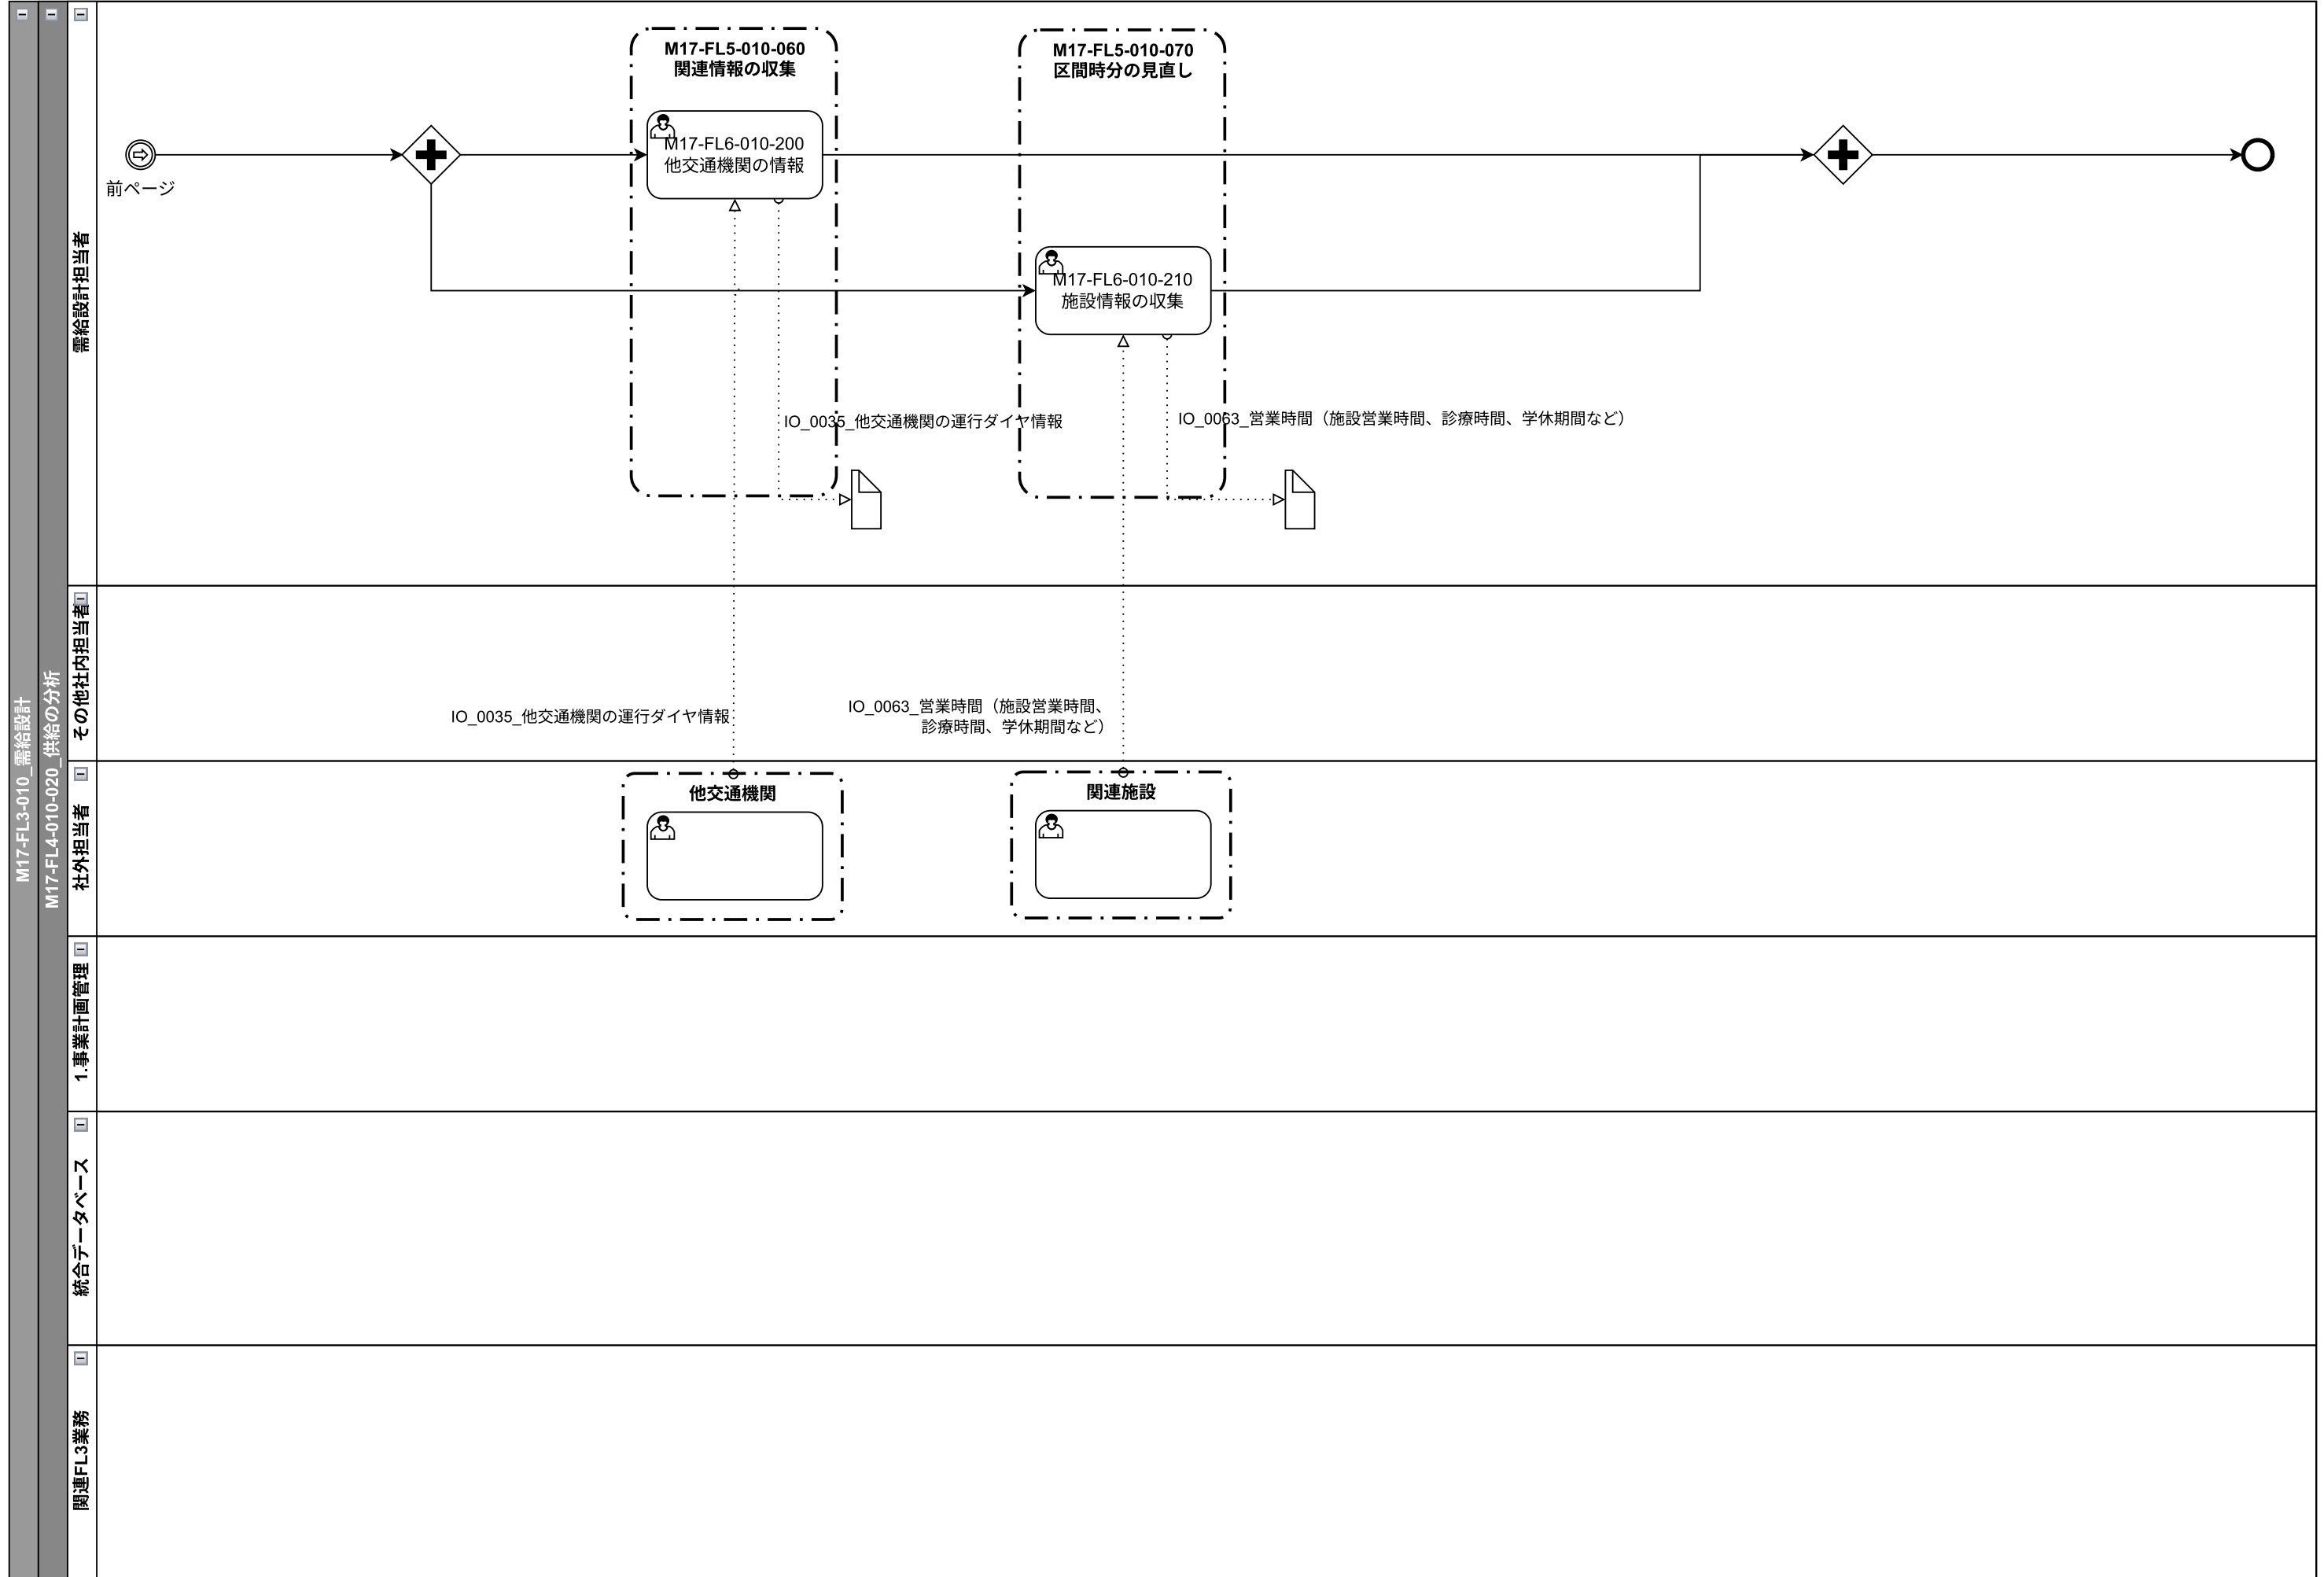 M17-FL3-010_需給設計
M17-FL4-010-020_供給の分析
需給設計担当者
その他社内担当者
社外担当者
1.事業計画管理
統合データベース
関連FL3業務
前ページ
M17-FL5-010-060
関連情報の収集
M17-FL6-010-200
他交通機関の情報
M17-FL5-010-070
区間時分の見直し
M17-FL6-010-210
施設情報の収集
IO_0035_他交通機関の運行ダイヤ情報
IO_0063_営業時間（施設営業時間、診療時間、学休期間など）
IO_0035_他交通機関の運行ダイヤ情報
IO_0063_営業時間（施設営業時間、
診療時間、学休期間など）
他交通機関
関連施設